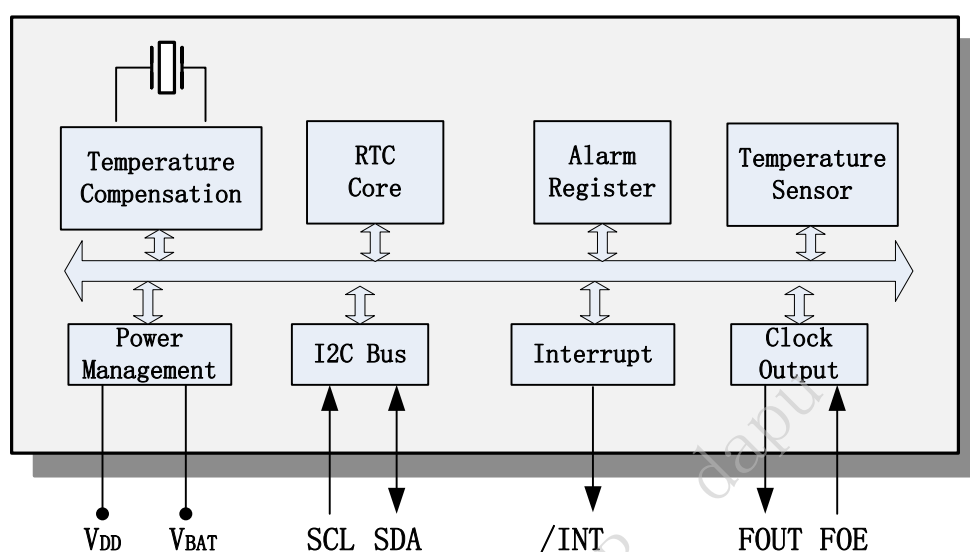 Temperature
Compensation
RTC
Core
Alarm
Register
Temperature
Sensor
Power
Management
I2C Bus
Interrupt
Clock
Output
dapu
VDD VBAT SCL SDA /INT FOUT FOE